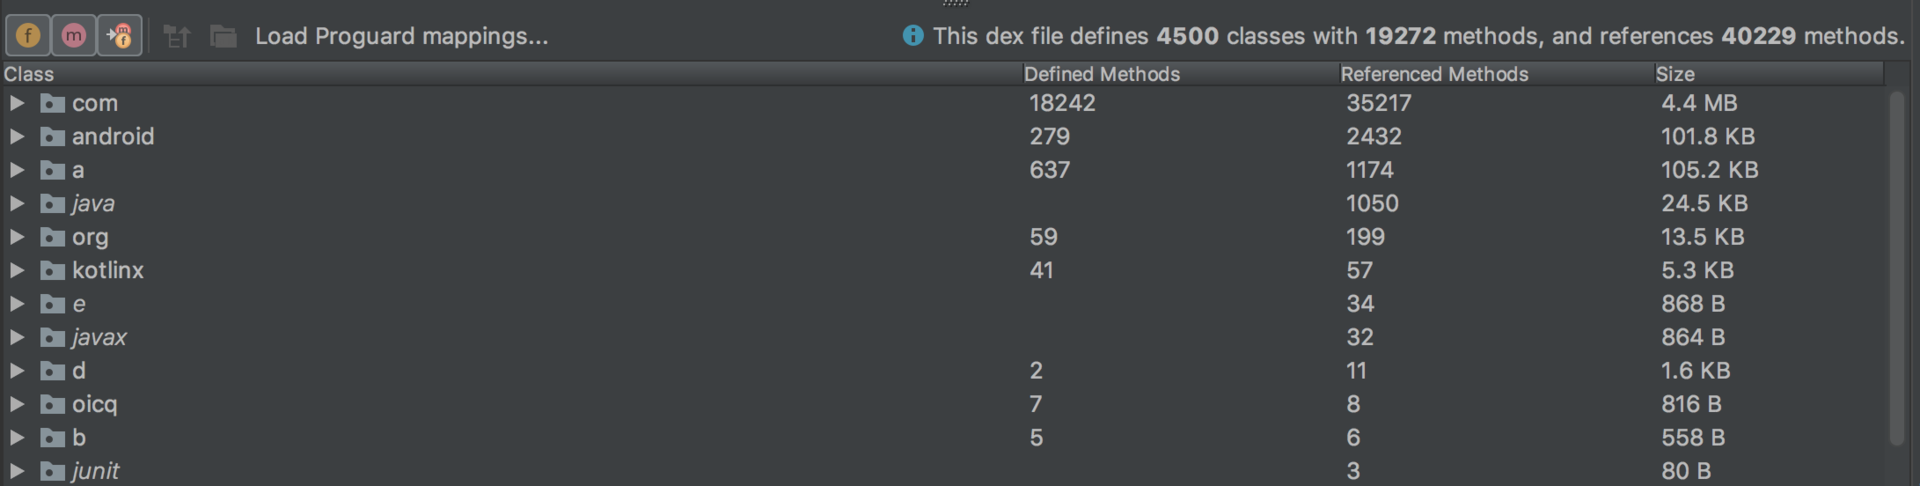 f m m f Load Proguard mappings... i This dex file defines 4500 classes with 19272 methods, and references 40229 methods.
Class Defined Methods Referenced Methods Size
com 18242 35217 4.4 MB
android 279 2432 101.8 KB
a 637 1174 105.2 KB
java 1050 24.5 KB
org 59 199 13.5 KB
kotlinx 41 57 5.3 KB
e 34 868 B
javax 32 864 B
d 2 11 1.6 KB
oicq 7 8 816 B
b 5 6 558 B
junit 3 80 B